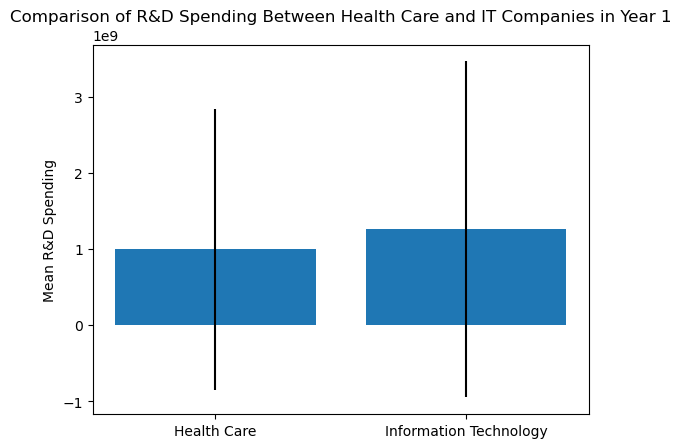 Comparison of R&D Spending Between Health Care and IT Companies in Year 1
1e9
Mean R&D Spending
3
2
1
0
−1
Health Care
Information Technology